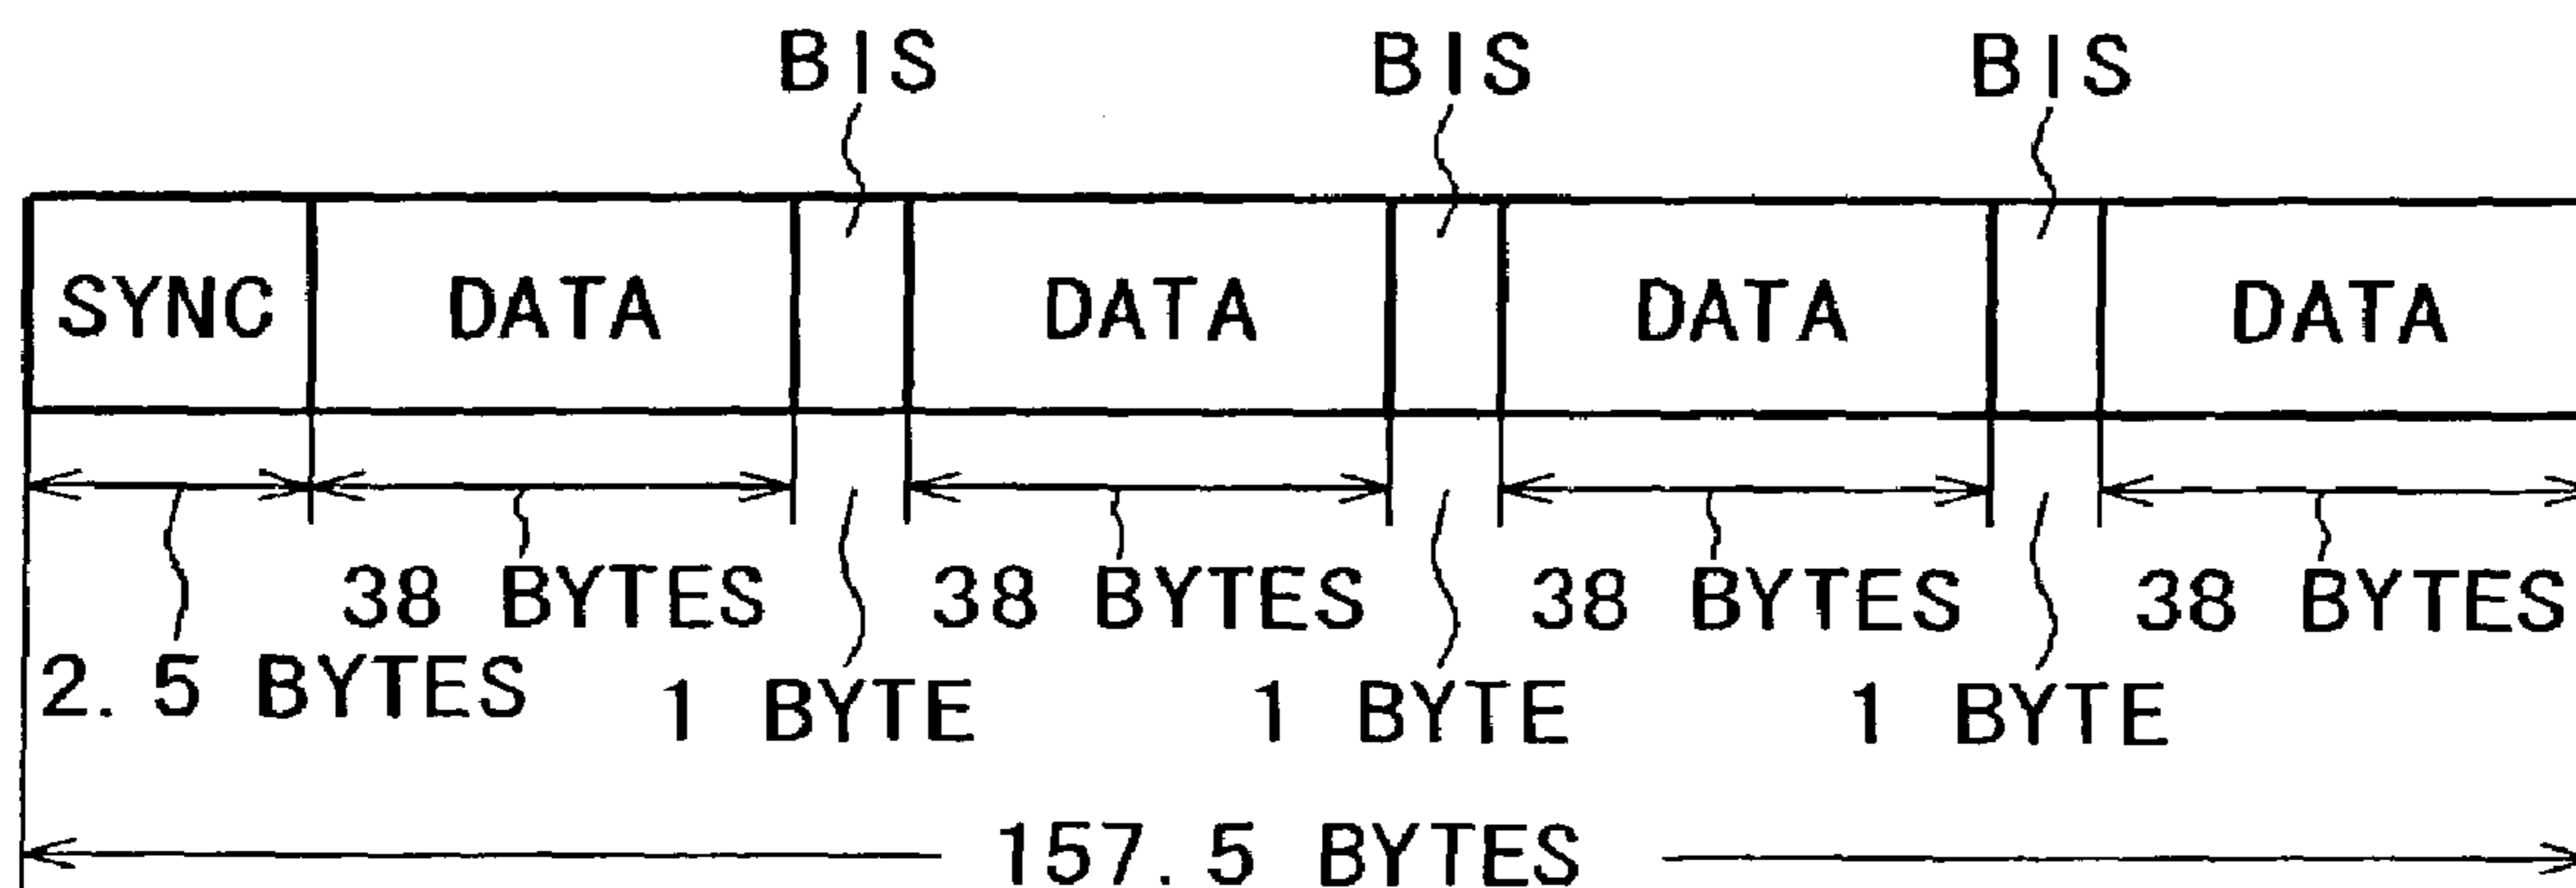 BIS BIS BIS
SYNC DATA DATA DATA DATA
38 BYTES 38 BYTES 38 BYTES 38 BYTES
2.5 BYTES 1 BYTE 1 BYTE 1 BYTE
157.5 BYTES